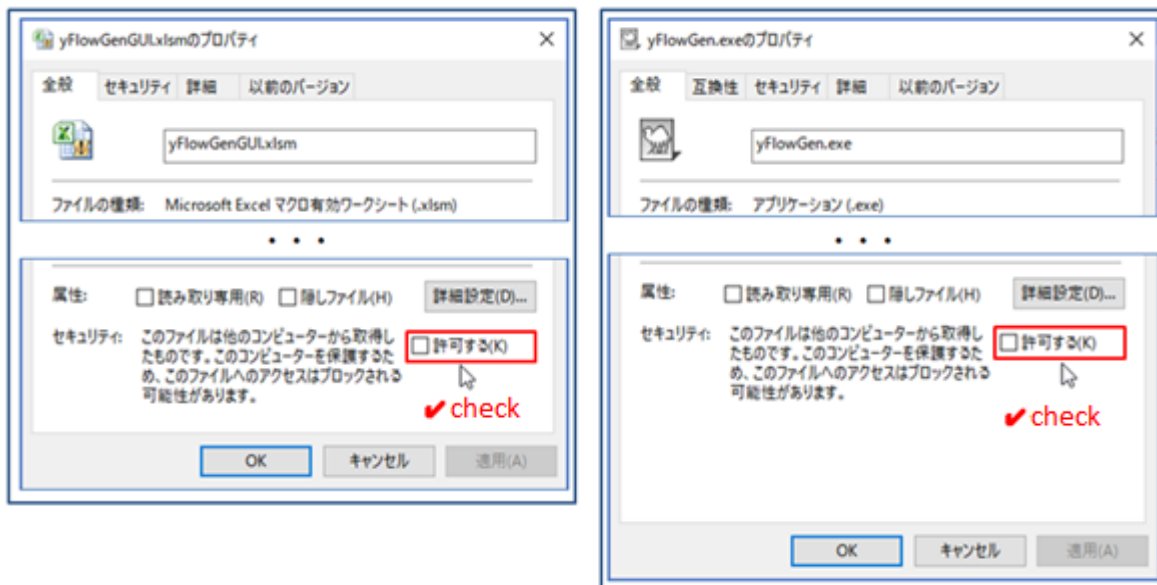 yFlowGenGUI.xlsmのプロパティ
全般 セキュリティ 詳細 以前のバージョン
yFlowGenGUI.xlsm
ファイルの種類: Microsoft Excel マクロ有効ワークシート (.xlsm)
・・・
属性: 読み取り専用(R) 隠しファイル(H) 詳細設定(D)...
セキュリティ: このファイルは他のコンピューターから取得し
たものです。このコンピューターを保護するた
め、このファイルへのアクセスはブロックされる
可能性があります。
許可する(K)
✔ check
OK キャンセル 適用(A)
yFlowGen.exeのプロパティ
全般 互換性 セキュリティ 詳細 以前のバージョン
yFlowGen.exe
ファイルの種類: アプリケーション (.exe)
・・・
属性: 読み取り専用(R) 隠しファイル(H) 詳細設定(D)...
セキュリティ: このファイルは他のコンピューターから取得し
たものです。このコンピューターを保護するた
め、このファイルへのアクセスはブロックされる
可能性があります。
許可する(K)
✔ check
OK キャンセル 適用(A)